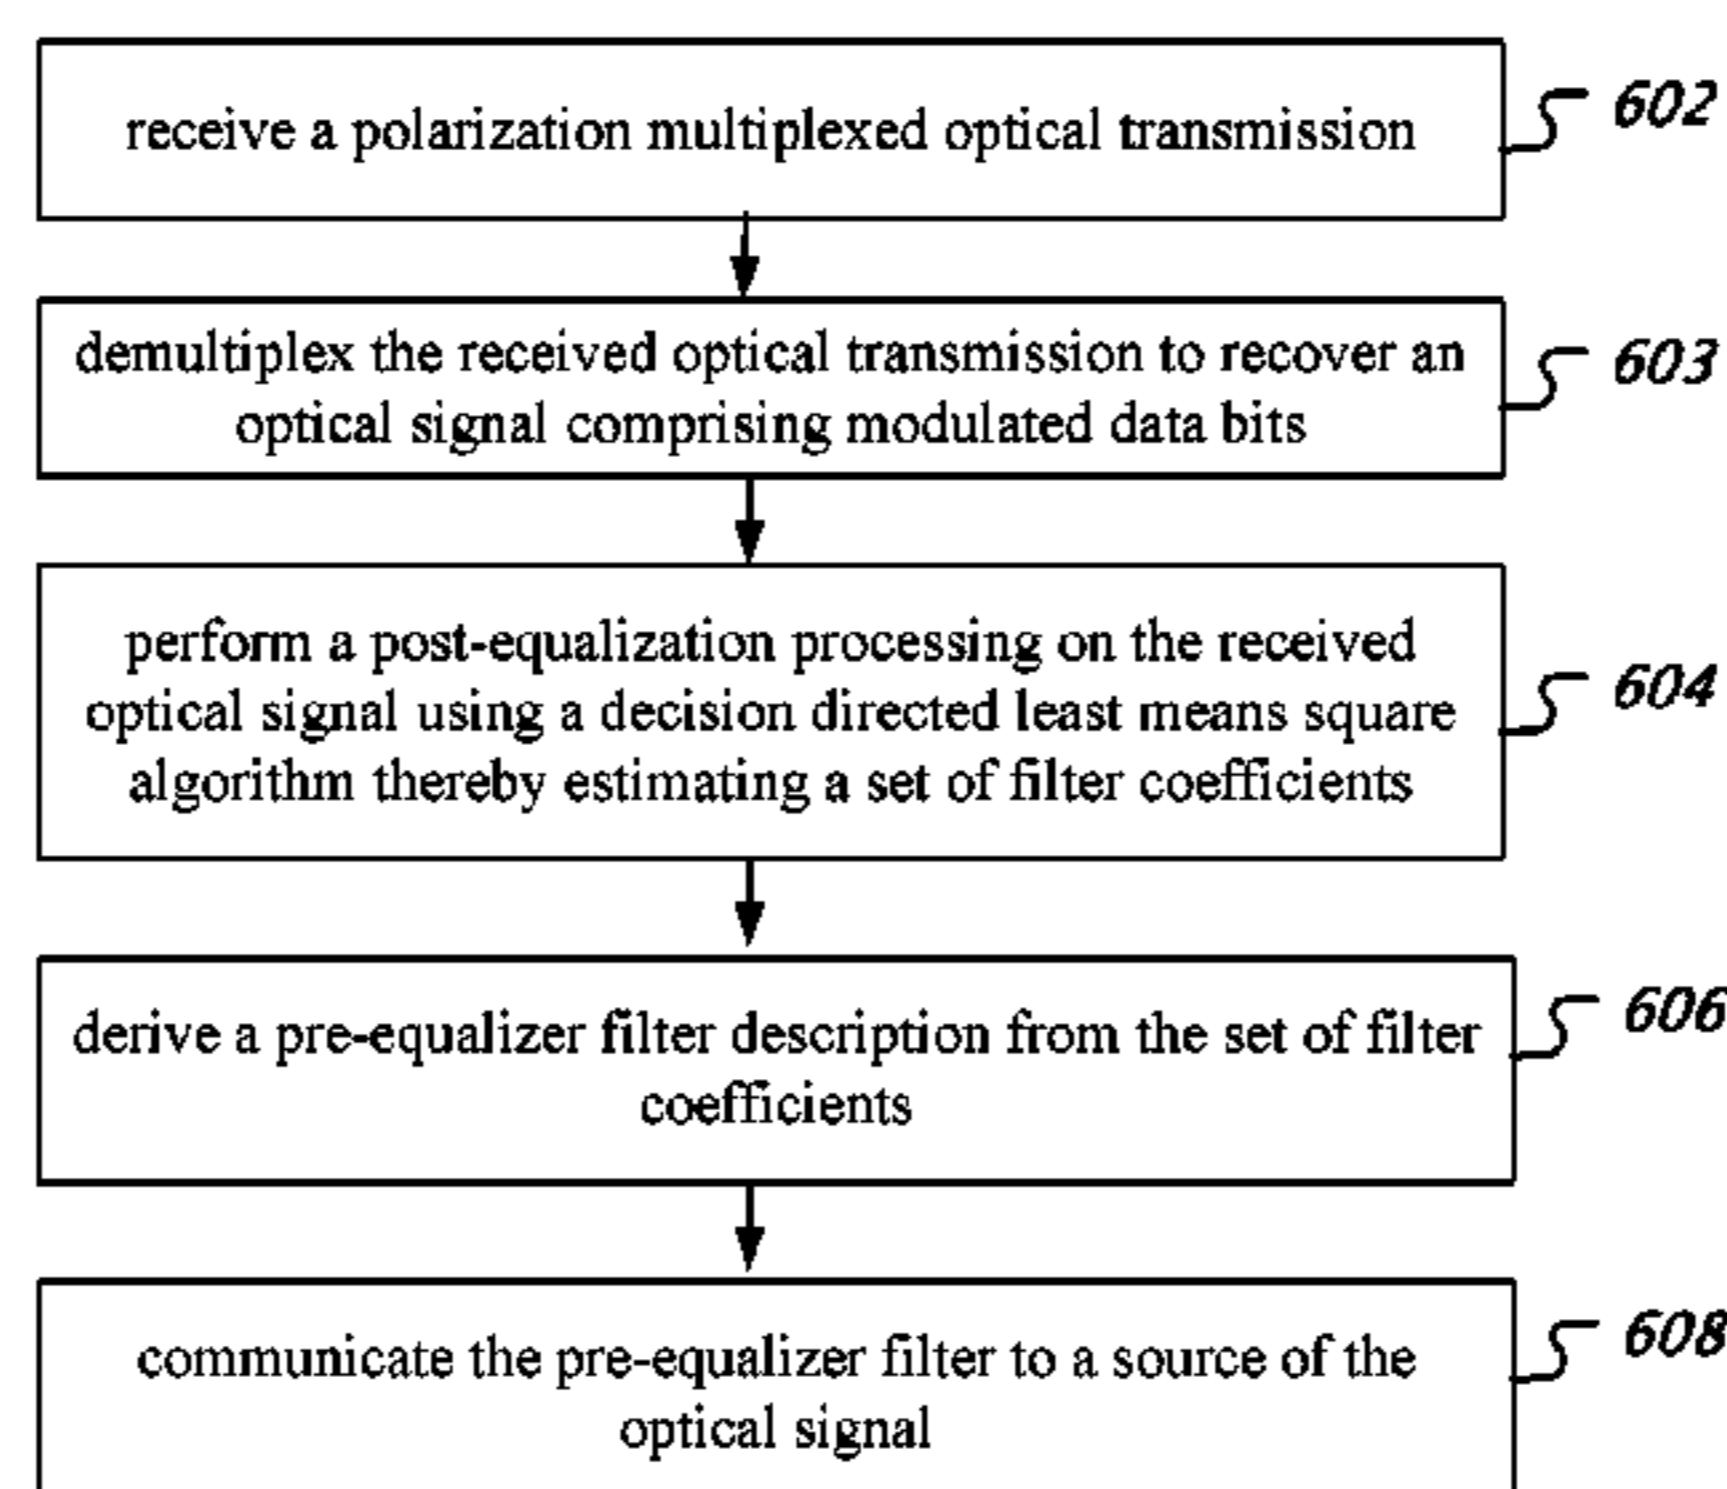 receive a polarization multiplexed optical transmission
602
demultiplex the received optical transmission to recover an
optical signal comprising modulated data bits
603
perform a post-equalization processing on the received
optical signal using a decision directed least means square
algorithm thereby estimating a set of filter coefficients
604
derive a pre-equalizer filter description from the set of filter
coefficients
606
communicate the pre-equalizer filter to a source of the
optical signal
608